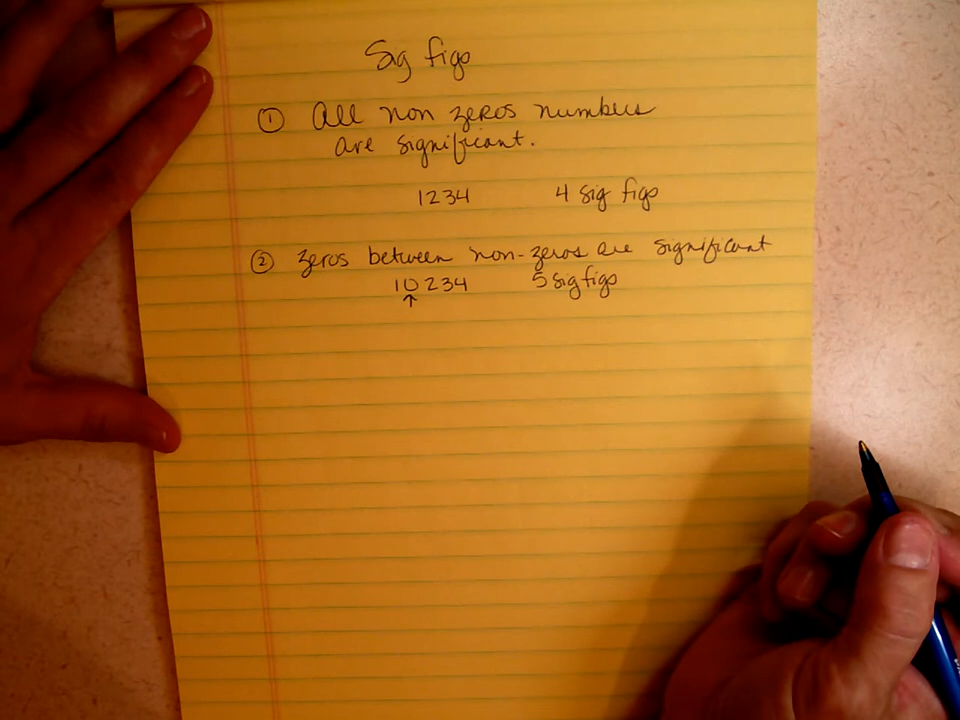 Sig figs
① All non zeros numbers
are significant.
1234 4 sig figs
② zeros between non-zeros are significant
10234 5 sig figs
↑